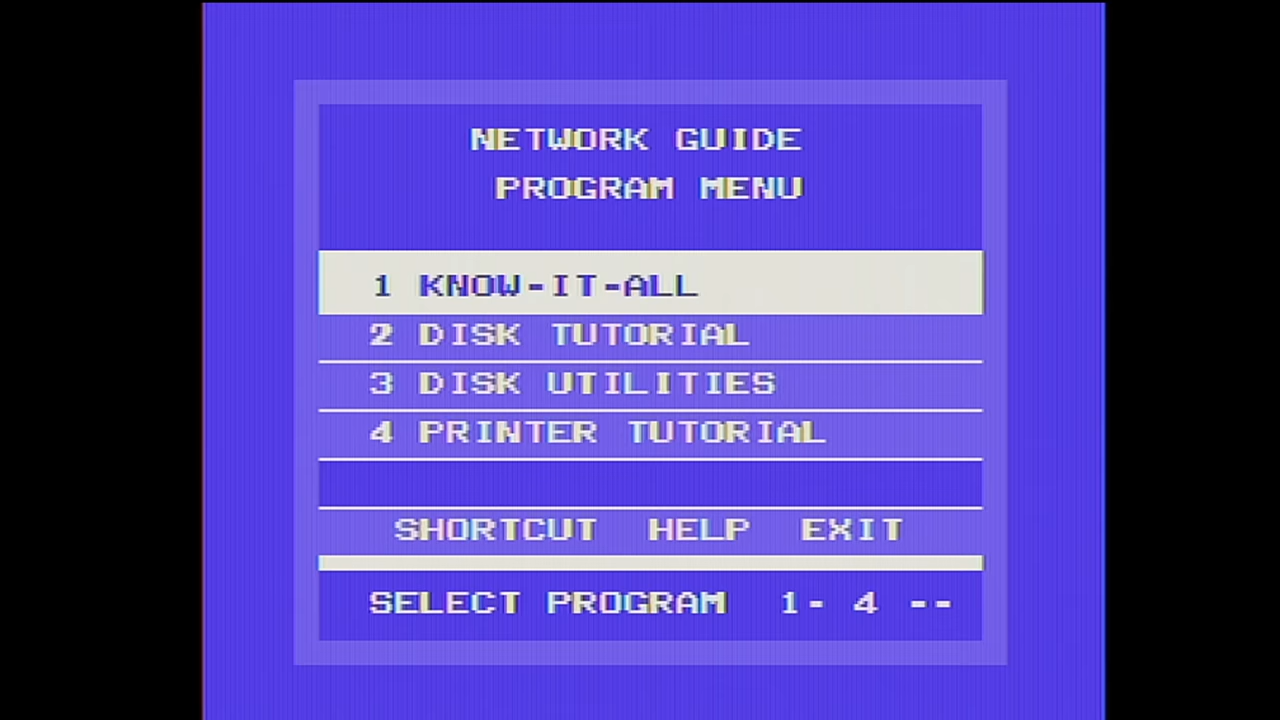 NETWORK GUIDE
PROGRAM MENU
1 KNOW-IT-ALL
2 DISK TUTORIAL
3 DISK UTILITIES
4 PRINTER TUTORIAL
SHORTCUT HELP EXIT
SELECT PROGRAM 1- 4 --